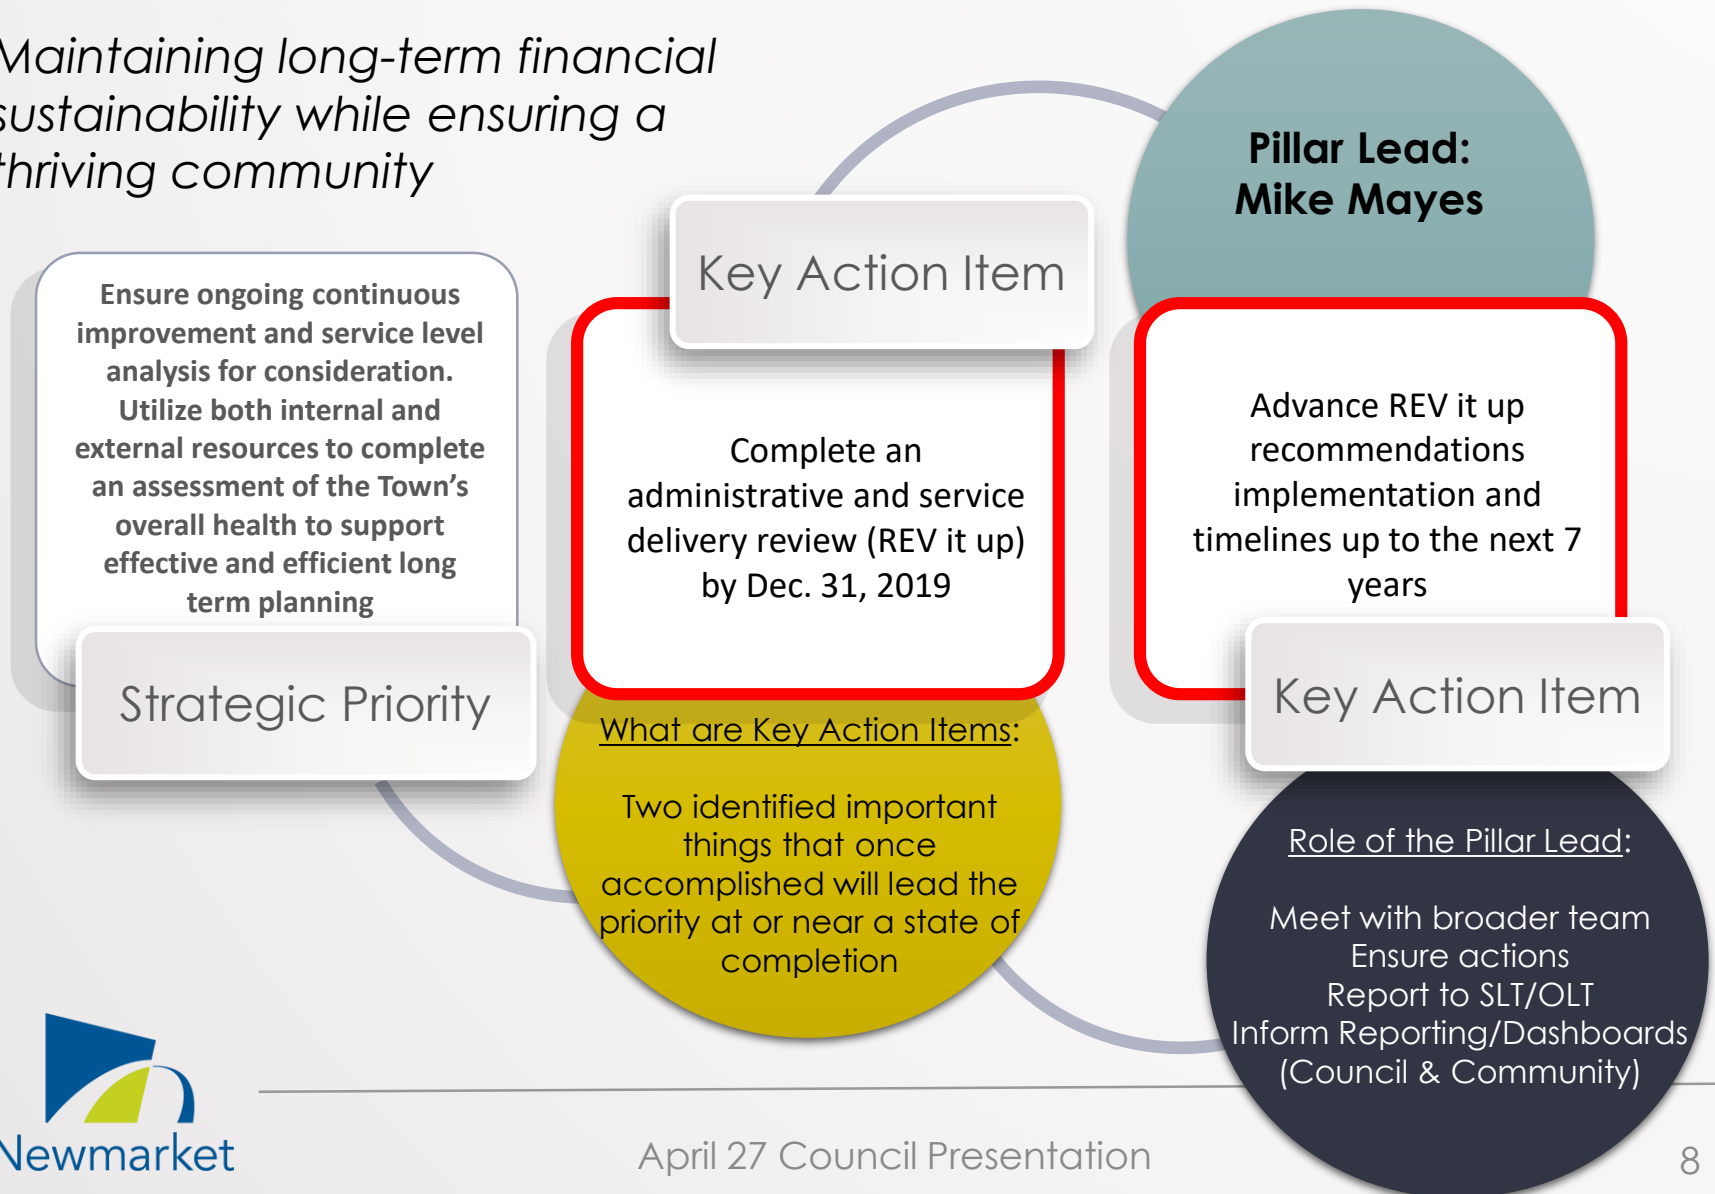 Maintaining long-term financial
sustainability while ensuring a
thriving community
Pillar Lead:
Mike Mayes
Ensure ongoing continuous
improvement and service level
analysis for consideration.
Utilize both internal and
external resources to complete
an assessment of the Town’s
overall health to support
effective and efficient long
term planning
Strategic Priority
Key Action Item
Complete an
administrative and service
delivery review (REV it up)
by Dec. 31, 2019
Advance REV it up
recommendations
implementation and
timelines up to the next 7
years
Key Action Item
What are Key Action Items:
Two identified important
things that once
accomplished will lead the
priority at or near a state of
completion
Role of the Pillar Lead:
Meet with broader team
Ensure actions
Report to SLT/OLT
Inform Reporting/Dashboards
(Council & Community)
Newmarket
April 27 Council Presentation
8